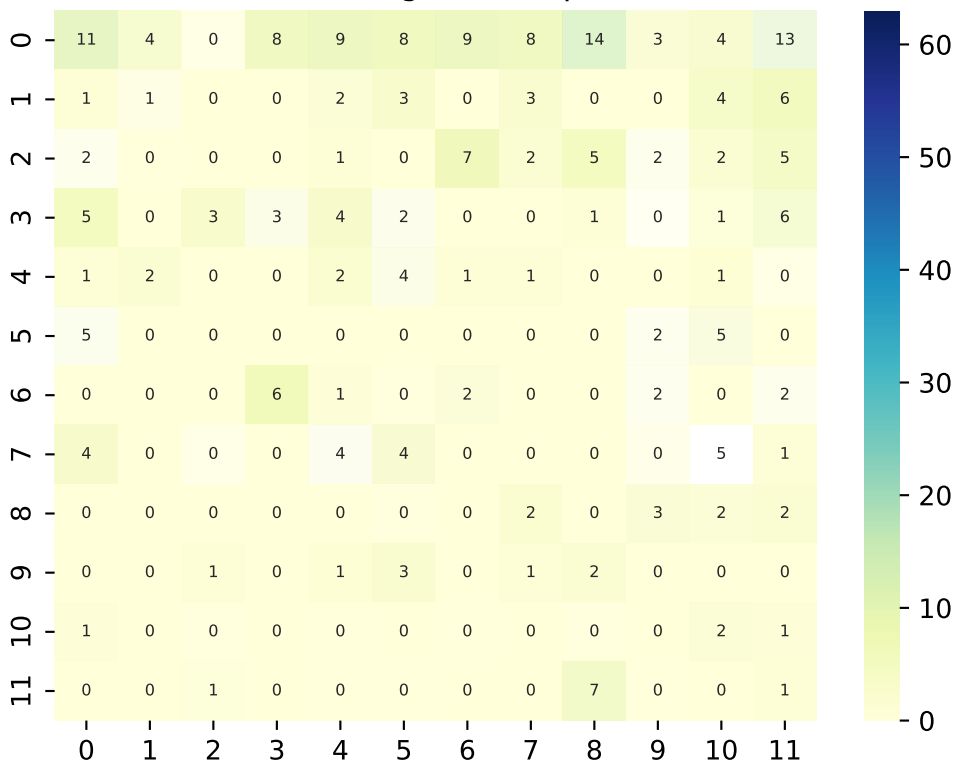 0 11 4 0 8 9 8 9 8 14 3 4 13 60
1 1 1 0 0 2 3 0 3 0 0 4 6
2 2 0 0 0 1 0 7 2 5 2 2 5 50
3 5 0 3 3 4 2 0 0 1 0 1 6
4 1 2 0 0 2 4 1 1 0 0 1 0 40
5 5 0 0 0 0 0 0 0 0 2 5 0
6 0 0 0 6 1 0 2 0 0 2 0 2 30
7 4 0 0 0 4 4 0 0 0 0 5 1
20
8 0 0 0 0 0 0 0 2 0 3 2 2
9 0 0 1 0 1 3 0 1 2 0 0 0
10
10 1 0 0 0 0 0 0 0 0 0 2 1
11 0 0 1 0 0 0 0 0 7 0 0 1
0
0 1 2 3 4 5 6 7 8 9 10 11